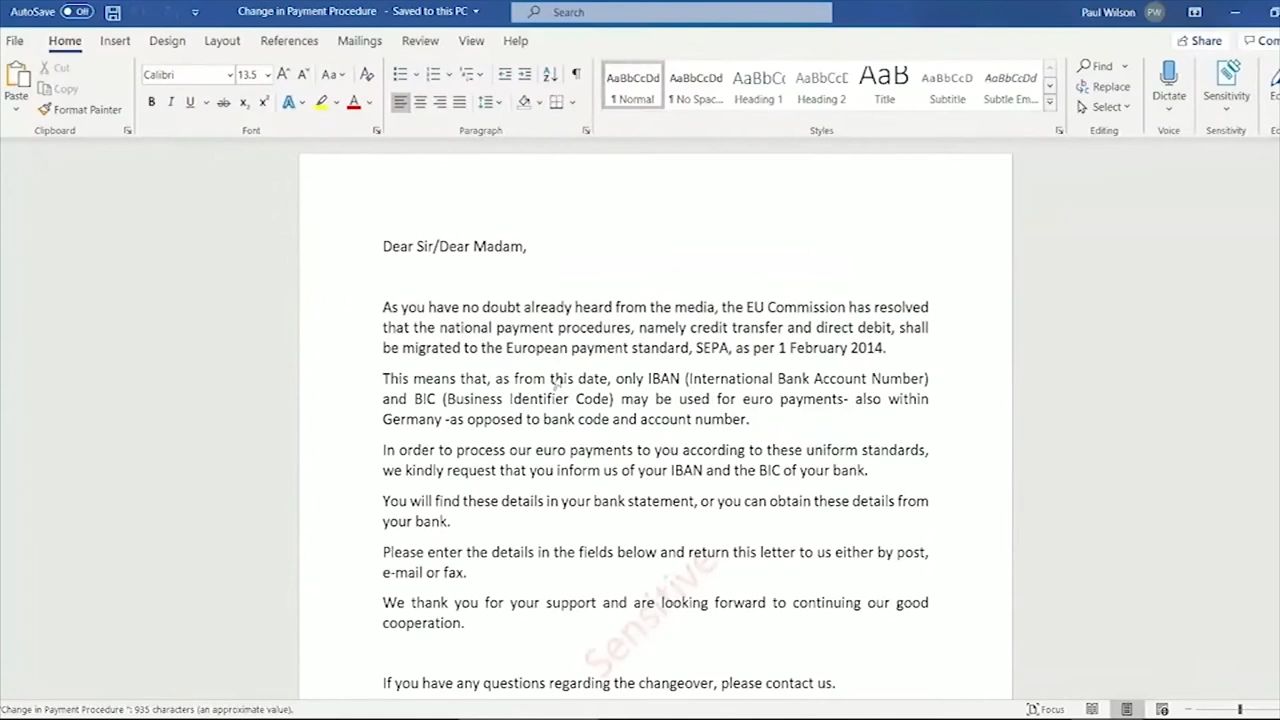 AutoSave Off Change in Payment Procedure - Saved to this PC Search Paul Wilson PW
File Home Insert Design Layout References Mailings Review View Help Share Com
Paste Cut Copy Format Painter
Calibri 13.5 A A Aa A
B I U ab x₂ x² A A
AaBbCcDd AaBbCcDd AaBbCc AaBbCcD AaB AaBbCcD AaBbCcDd
¶ Normal ¶ No Spac... Heading 1 Heading 2 Title Subtitle Subtle Em...
Find Replace Select
Dictate Sensitivity Ed
Clipboard Font Paragraph Styles Editing Voice Sensitivity
Dear Sir/Dear Madam,
As you have no doubt already heard from the media, the EU Commission has resolved
that the national payment procedures, namely credit transfer and direct debit, shall
be migrated to the European payment standard, SEPA, as per 1 February 2014.
This means that, as from this date, only IBAN (International Bank Account Number)
and BIC (Business Identifier Code) may be used for euro payments- also within
Germany -as opposed to bank code and account number.
In order to process our euro payments to you according to these uniform standards,
we kindly request that you inform us of your IBAN and the BIC of your bank.
You will find these details in your bank statement, or you can obtain these details from
your bank.
Please enter the details in the fields below and return this letter to us either by post,
e-mail or fax.
We thank you for your support and are looking forward to continuing our good
cooperation.
Sensitive
If you have any questions regarding the changeover, please contact us.
Change in Payment Procedure ": 935 characters (an approximate value). Focus